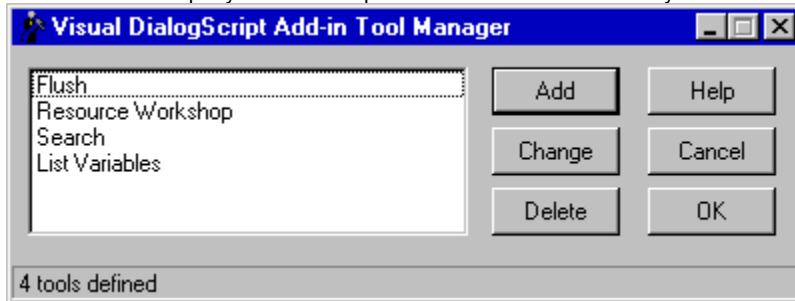 Visual DialogScript Add-in Tool Manager
Flush
Resource Workshop
Search
List Variables
Add
Help
Change
Cancel
Delete
OK
4 tools defined